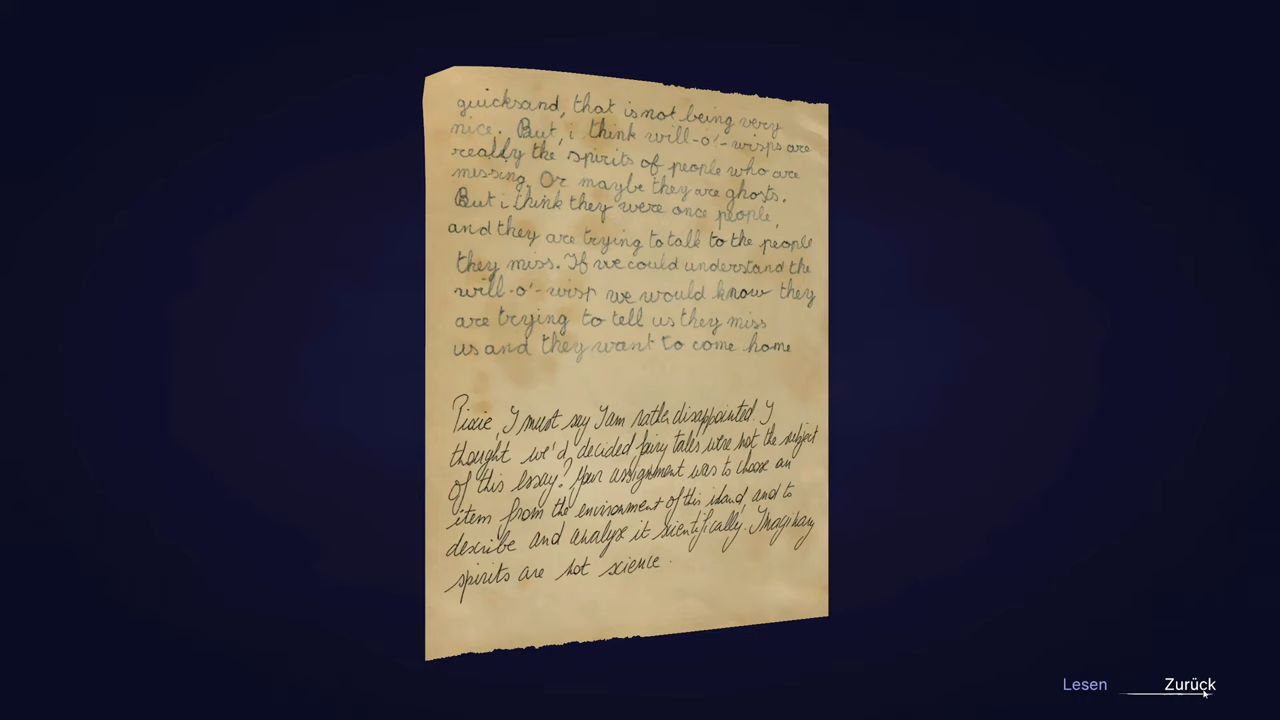 quicksand, that is not being very
nice. But, i think will-o'-wisps are
really the spirits of people who are
missing. Or maybe they are ghosts.
But i think they were once people,
and they are trying to talk to the people
they miss. If we could understand the
will-o'-wisp we would know they
are trying to tell us they miss
us and they want to come home
Pixie, I must say I am rather disappointed. I
thought we'd decided fairy tales were not the subject
of this essay? Your assignment was to choose an
item from the environment of this island, and to
describe and analyse it scientifically. Imaginary
spirits are not science.
Lesen
Zurück